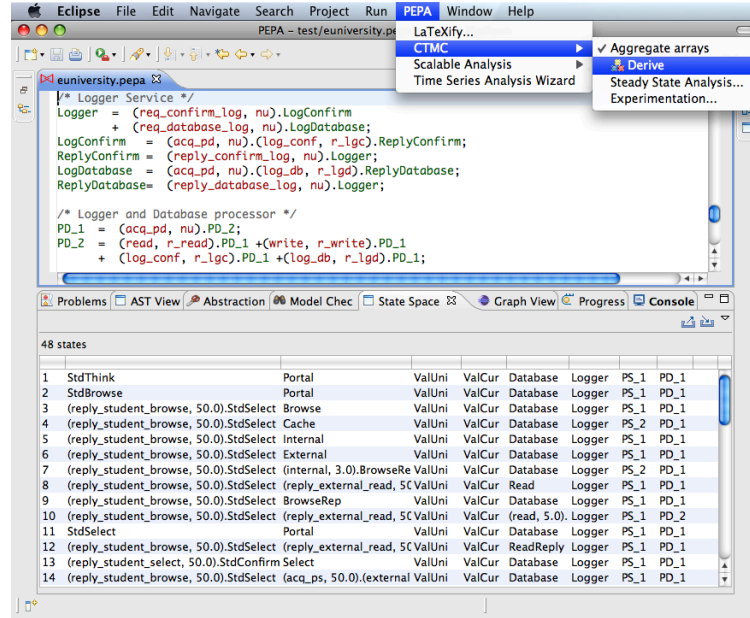 Eclipse File Edit Navigate Search Project Run PEPA Window Help
PEPA - test/euniversity.pe
LaTeXify...
CTMC
Scalable Analysis
Time Series Analysis Wizard
✓ Aggregate arrays
Derive
Steady State Analysis...
Experimentation...
euniversity.pepa
/* Logger Service */
Logger = (req_confirm_log, nu).LogConfirm
+ (req_database_log, nu).LogDatabase;
LogConfirm = (acq_pd, nu).(log_conf, r_lgc).ReplyConfirm;
ReplyConfirm = (reply_confirm_log, nu).Logger;
LogDatabase = (acq_pd, nu).(log_db, r_lgd).ReplyDatabase;
ReplyDatabase= (reply_database_log, nu).Logger;
/* Logger and Database processor */
PD_1 = (acq_pd, nu).PD_2;
PD_2 = (read, r_read).PD_1 +(write, r_write).PD_1
+ (log_conf, r_lgc).PD_1 +(log_db, r_lgd).PD_1;
Problems AST View Abstraction Model Chec State Space Graph View Progress Console
48 states
1 StdThink Portal ValUni ValCur Database Logger PS_1 PD_1
2 StdBrowse Portal ValUni ValCur Database Logger PS_1 PD_1
3 (reply_student_browse, 50.0).StdSelect Browse ValUni ValCur Database Logger PS_1 PD_1
4 (reply_student_browse, 50.0).StdSelect Cache ValUni ValCur Database Logger PS_2 PD_1
5 (reply_student_browse, 50.0).StdSelect Internal ValUni ValCur Database Logger PS_1 PD_1
6 (reply_student_browse, 50.0).StdSelect External ValUni ValCur Database Logger PS_1 PD_1
7 (reply_student_browse, 50.0).StdSelect (internal, 3.0).BrowseRe ValUni ValCur Database Logger PS_2 PD_1
8 (reply_student_browse, 50.0).StdSelect (reply_external_read, 50 ValUni ValCur Read Logger PS_1 PD_1
9 (reply_student_browse, 50.0).StdSelect BrowseRep ValUni ValCur Database Logger PS_1 PD_1
10 (reply_student_browse, 50.0).StdSelect (reply_external_read, 50 ValUni ValCur (read, 5.0). Logger PS_1 PD_2
11 StdSelect Portal ValUni ValCur Database Logger PS_1 PD_1
12 (reply_student_browse, 50.0).StdSelect (reply_external_read, 50 ValUni ValCur ReadReply Logger PS_1 PD_1
13 (reply_student_select, 50.0).StdConfirm Select ValUni ValCur Database Logger PS_1 PD_1
14 (reply_student_browse, 50.0).StdSelect (acq_ps, 50.0).(external ValUni ValCur Database Logger PS_1 PD_1